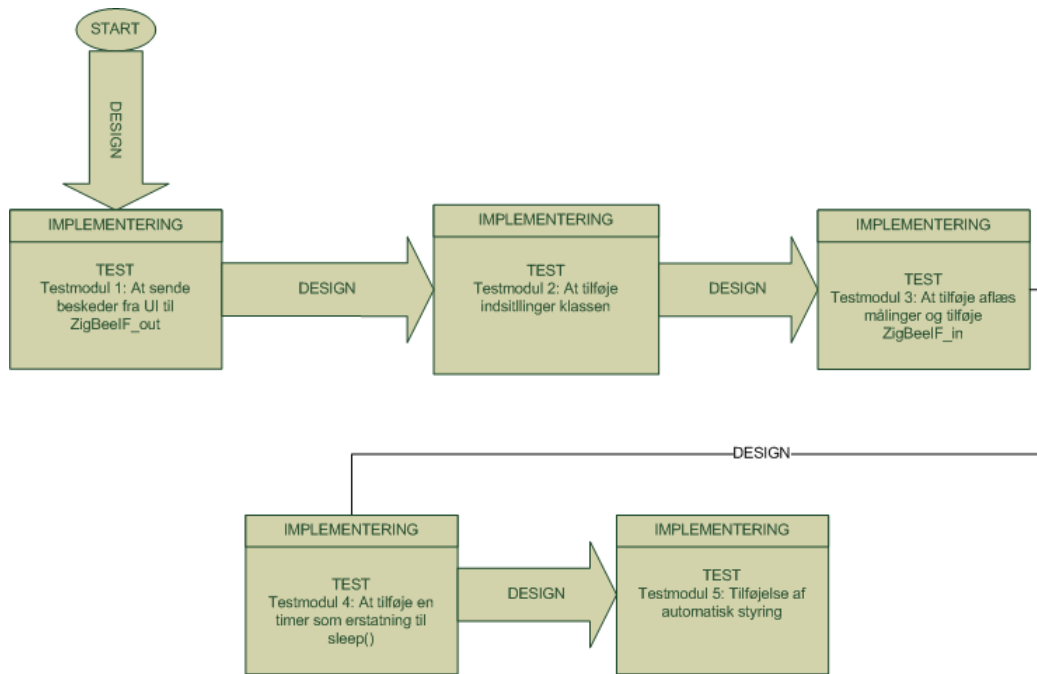 START
DESIGN
IMPLEMENTERING
TEST
Testmodul 1: At sende
beskeder fra UI til
ZigBeeIF_out
DESIGN
IMPLEMENTERING
TEST
Testmodul 2: At tilføje
indsitllinger klassen
DESIGN
IMPLEMENTERING
TEST
Testmodul 3: At tilføje aflæs
målinger og tilføje
ZigBeeIF_in
DESIGN
IMPLEMENTERING
TEST
Testmodul 4: At tilføje en
timer som erstatning til
sleep()
DESIGN
IMPLEMENTERING
TEST
Testmodul 5: Tilføjelse af
automatisk styring